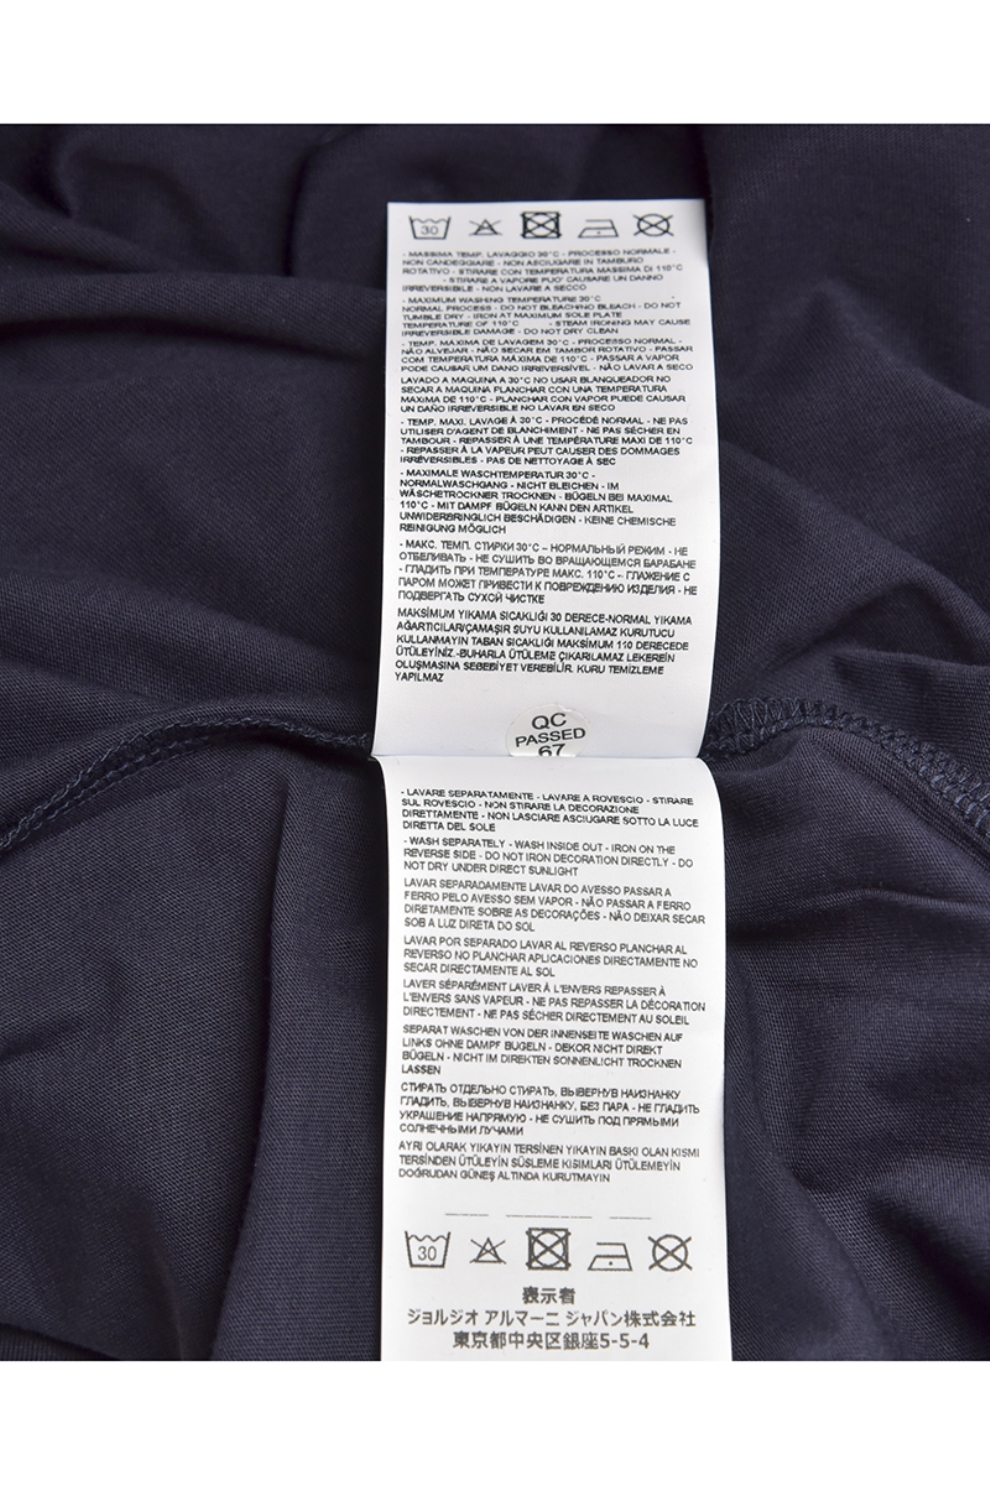 30
- MASSIMA TEMP. LAVAGGIO 30°C - PROCESSO NORMALE -
NON CANDEGGIARE - NON ASCIUGARE IN TAMBURO
ROTATIVO - STIRARE CON TEMPERATURA MASSIMA DI 110°C
- STIRARE A VAPORE PUO' CAUSARE UN DANNO
IRREVERSIBILE - NON LAVARE A SECCO
- MAXIMUM WASHING TEMPERATURE 30°C
NORMAL PROCESS - DO NOT BLEACHING BLEACH - DO NOT
TUMBLE DRY - IRON AT MAXIMUM SOLE PLATE
TEMPERATURE OF 110°C - STEAM IRONING MAY CAUSE
IRREVERSIBLE DAMAGE - DO NOT DRY CLEAN
- TEMP. MÁXIMA DE LAVAGEM 30°C - PROCESSO NORMAL -
NÃO ALVEJAR - NÃO SECAR EM TAMBOR ROTATIVO - PASSAR
COM TEMPERATURA MÁXIMA DE 110°C - PASSAR A VAPOR
PODE CAUSAR UM DANO IRREVERSÍVEL - NÃO LAVAR A SECO
LAVADO A MAQUINA A 30°C NO USAR BLANQUEADOR NO
SECAR A MAQUINA PLANCHAR CON UNA TEMPERATURA
MAXIMA DE 110°C - PLANCHAR CON VAPOR PUEDE CAUSAR
UN DAÑO IRREVERSIBLE NO LAVAR EN SECO
- TEMP. MAXI. LAVAGE À 30°C - PROCÉDÉ NORMAL - NE PAS
UTILISER D'AGENT DE BLANCHIMENT - NE PAS SÉCHER EN
TAMBOUR - REPASSER À UNE TEMPÉRATURE MAXI DE 110°C
- REPASSER À LA VAPEUR PEUT CAUSER DES DOMMAGES
IRRÉVERSIBLES - PAS DE NETTOYAGE À SEC
- MAXIMALE WASCHTEMPERATUR 30°C -
NORMALWASCHGANG - NICHT BLEICHEN - IM
WÄSCHETROCKNER TROCKNEN - BÜGELN BEI MAXIMAL
110°C - MIT DAMPF BÜGELN KANN DEN ARTIKEL
UNWIDERBRINGLICH BESCHÄDIGEN - KEINE CHEMISCHE
REINIGUNG MÖGLICH
- МАКС. ТЕМП. СТИРКИ 30°C – НОРМАЛЬНЫЙ РЕЖИМ - НЕ
ОТБЕЛИВАТЬ - НЕ СУШИТЬ ВО ВРАЩАЮЩЕМСЯ БАРАБАНЕ
- ГЛАДИТЬ ПРИ ТЕМПЕРАТУРЕ МАКС. 110°C - ГЛАЖЕНИЕ С
ПАРОМ МОЖЕТ ПРИВЕСТИ К ПОВРЕЖДЕНИЮ ИЗДЕЛИЯ - НЕ
ПОДВЕРГАТЬ СУХОЙ ЧИСТКЕ
MAKSİMUM YIKAMA SICAKLIĞI 30 DERECE-NORMAL YIKAMA
AĞARTICILAR/ÇAMAŞIR SUYU KULLANILAMAZ KURUTUCU
KULLANMAYIN TABAN SICAKLIĞI MAKSİMUM 110 DERECEDE
ÜTÜLEYİNİZ.-BUHARLA ÜTÜLEME ÇIKARILAMAZ LEKERELİN
OLUŞMASINA SEBEBİYET VEREBİLİR. KURU TEMİZLEME
YAPILMAZ
QC
PASSED
67
- LAVARE SEPARATAMENTE - LAVARE A ROVESCIO - STIRARE
SUL ROVESCIO - NON STIRARE LA DECORAZIONE
DIRETTAMENTE - NON LASCIARE ASCIUGARE SOTTO LA LUCE
DIRETTA DEL SOLE
- WASH SEPARATELY - WASH INSIDE OUT - IRON ON THE
REVERSE SIDE - DO NOT IRON DECORATION DIRECTLY - DO
NOT DRY UNDER DIRECT SUNLIGHT
LAVAR SEPARADAMENTE LAVAR DO AVESSO PASSAR A
FERRO PELO AVESSO SEM VAPOR - NÃO PASSAR A FERRO
DIRETAMENTE SOBRE AS DECORAÇÕES - NÃO DEIXAR SECAR
SOB A LUZ DIRETA DO SOL
LAVAR POR SEPARADO LAVAR AL REVERSO PLANCHAR AL
REVERSO NO PLANCHAR APLICACIONES DIRECTAMENTE NO
SECAR DIRECTAMENTE AL SOL
LAVER SÉPARÉMENT LAVER À L'ENVERS REPASSER À
L'ENVERS SANS VAPEUR - NE PAS REPASSER LA DÉCORATION
DIRECTEMENT - NE PAS SÉCHER DIRECTEMENT AU SOLEIL
SEPARAT WASCHEN VON DER INNENSEITE WASCHEN AUF
LINKS OHNE DAMPF BUGELN - DEKOR NICHT DIREKT
BÜGELN - NICHT IM DIREKTEN SONNENLICHT TROCKNEN
LASSEN
СТИРАТЬ ОТДЕЛЬНО СТИРАТЬ, ВЫВЕРНУВ НАИЗНАНКУ
ГЛАДИТЬ, ВЫВЕРНУВ НАИЗНАНКУ, БЕЗ ПАРА - НЕ ГЛАДИТЬ
УКРАШЕНИЕ НАПРЯМУЮ - НЕ СУШИТЬ ПОД ПРЯМЫМИ
СОЛНЕЧНЫМИ ЛУЧАМИ
AYRI OLARAK YIKAYIN TERSİNEN YIKAYIN BASKI OLAN KISMI
TERSİNDEN ÜTÜLEYİN SÜSLEME KISIMLARI ÜTÜLEMEYİN
DOĞRUDAN GÜNEŞ ALTINDA KURUTMAYIN
30
表示者
ジョルジオ アルマーニ ジャパン株式会社
東京都中央区銀座5-5-4